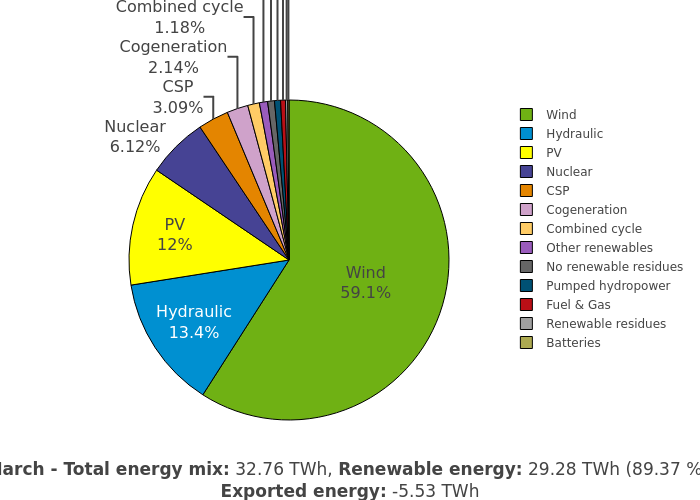 Combined cycle
1.18%
Cogeneration
2.14%
CSP
3.09%
Nuclear
6.12%
PV
12%
Hydraulic
13.4%
Wind
59.1%
Wind
Hydraulic
PV
Nuclear
CSP
Cogeneration
Combined cycle
Other renewables
No renewable residues
Pumped hydropower
Fuel & Gas
Renewable residues
Batteries
- Total energy mix: 32.76 TWh, Renewable energy: 29.28 TWh (89.37 %
Exported energy: -5.53 TWh